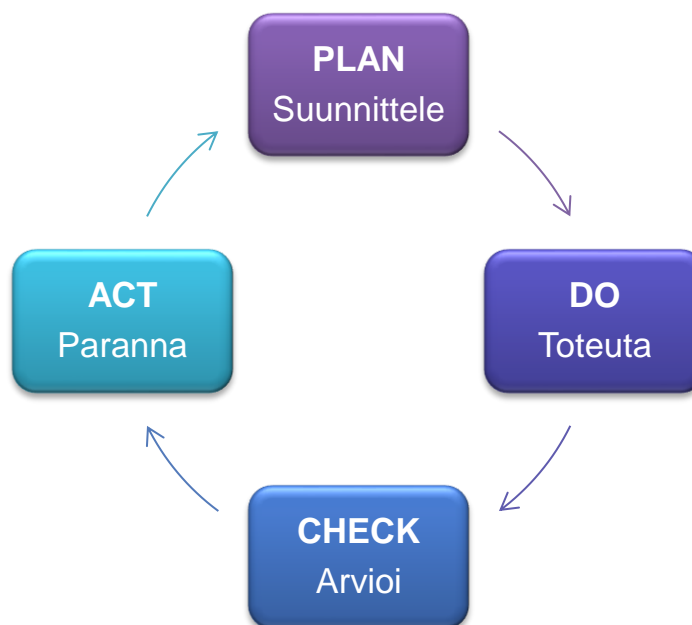 PLAN
Suunnittele
DO
Toteuta
CHECK
Arvioi
ACT
Paranna